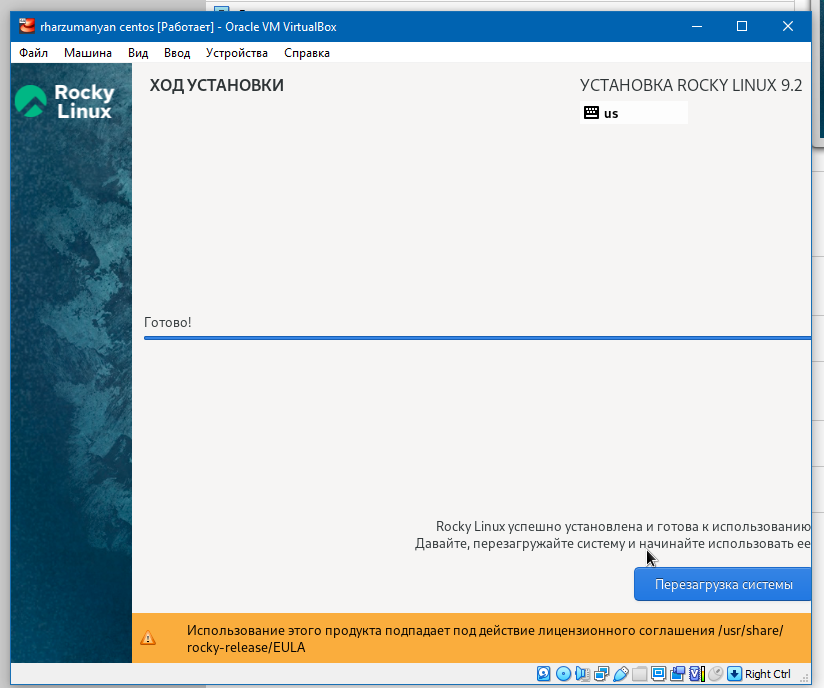 rharzumanyan centos [Работает] - Oracle VM VirtualBox
Файл Машина Вид Ввод Устройства Справка
Rocky
Linux
ХОД УСТАНОВКИ
УСТАНОВКА ROCKY LINUX 9.2
us
Готово!
Rocky Linux успешно установлена и готова к использованию
Давайте, перезагружайте систему и начинайте использовать ее
Перезагрузка системы
Использование этого продукта подпадает под действие лицензионного соглашения /usr/share/
rocky-release/EULA
Right Ctrl